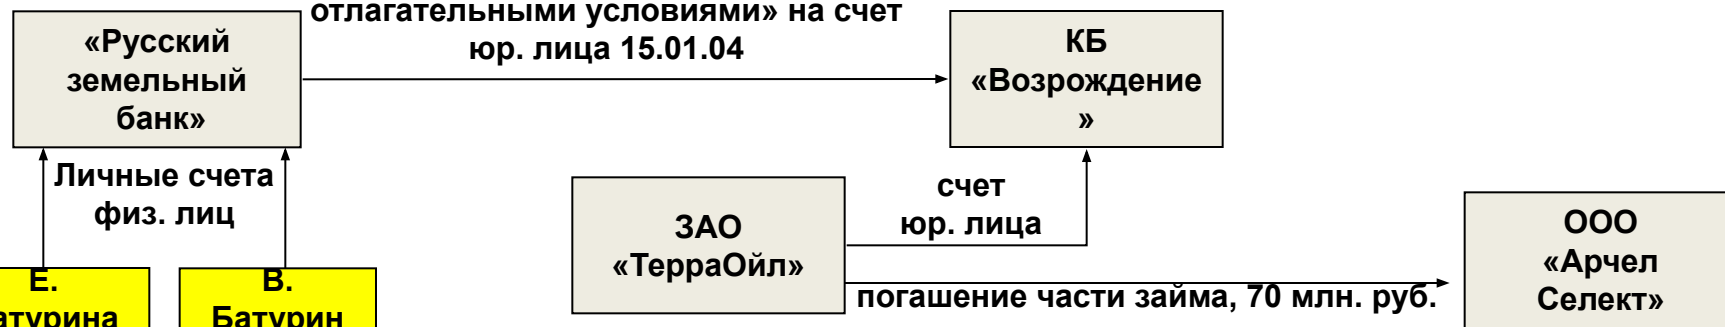 отлагательными условиями» на счет
юр. лица 15.01.04
«Русский
земельный
банк»
КБ
«Возрождение
»
Личные счета
физ. лиц
ЗАО
«ТерраОйл»
счет
юр. лица
ООО
«Арчел
Селект»
погашение части займа, 70 млн. руб.
Е.
атурина
В.
Батурин